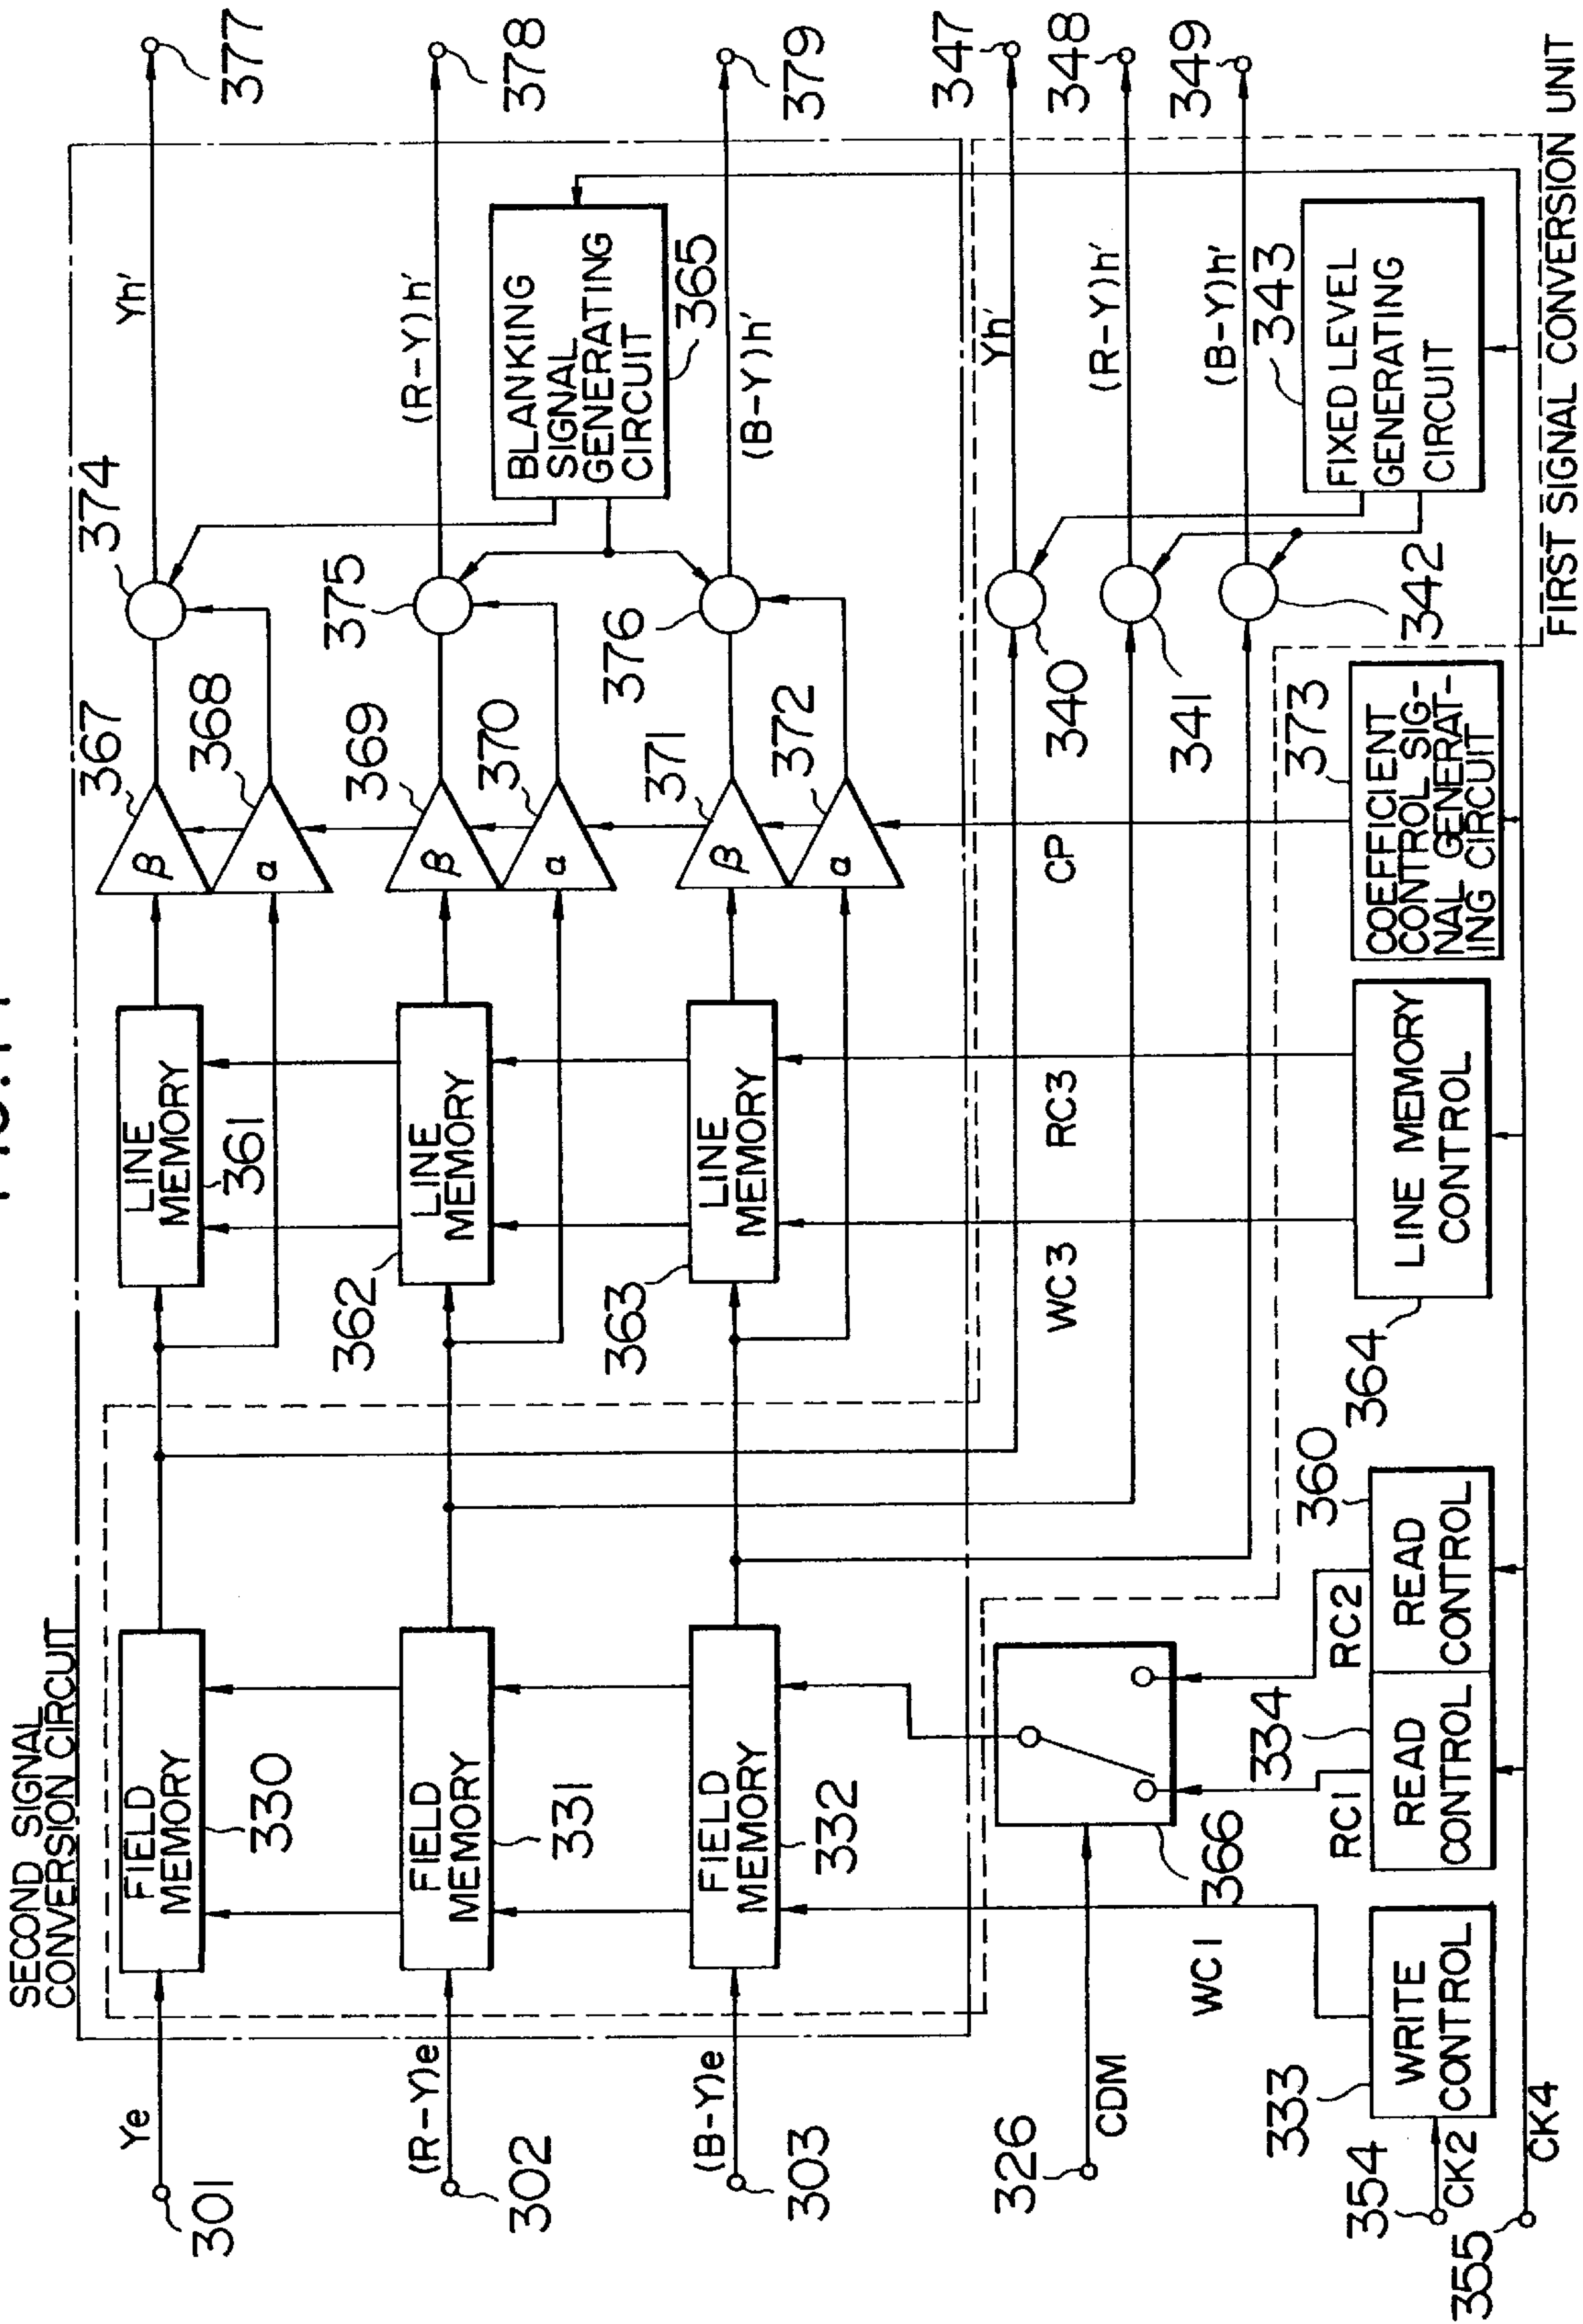 SECOND SIGNAL
CONVERSION CIRCUIT
301
Ye
FIELD
MEMORY
330
LINE
MEMORY
361
367
β
368
α
374
Yh'
377
302
(R-Y)e
FIELD
MEMORY
331
362
LINE
MEMORY
369
β
370
α
375
(R-Y)h'
378
BLANKING
SIGNAL
GENERATING
CIRCUIT
365
303
(B-Y)e
FIELD
MEMORY
332
363
LINE
MEMORY
371
β
372
α
376
(B-Y)h'
379
326
CDM
366
WC1
WC3
RC3
CP
340
Yh'
347
341
(R-Y)h'
348
342
(B-Y)h'
349
343
FIXED LEVEL
GENERATING
CIRCUIT
333
WRITE
CONTROL
354
CK2
355
CK4
RC1
334
READ
CONTROL
RC2
360
READ
CONTROL
364
LINE MEMORY
CONTROL
373
COEFFICIENT
CONTROL SIG-
NAL GENERAT-
ING CIRCUIT
FIRST SIGNAL CONVERSION UNIT